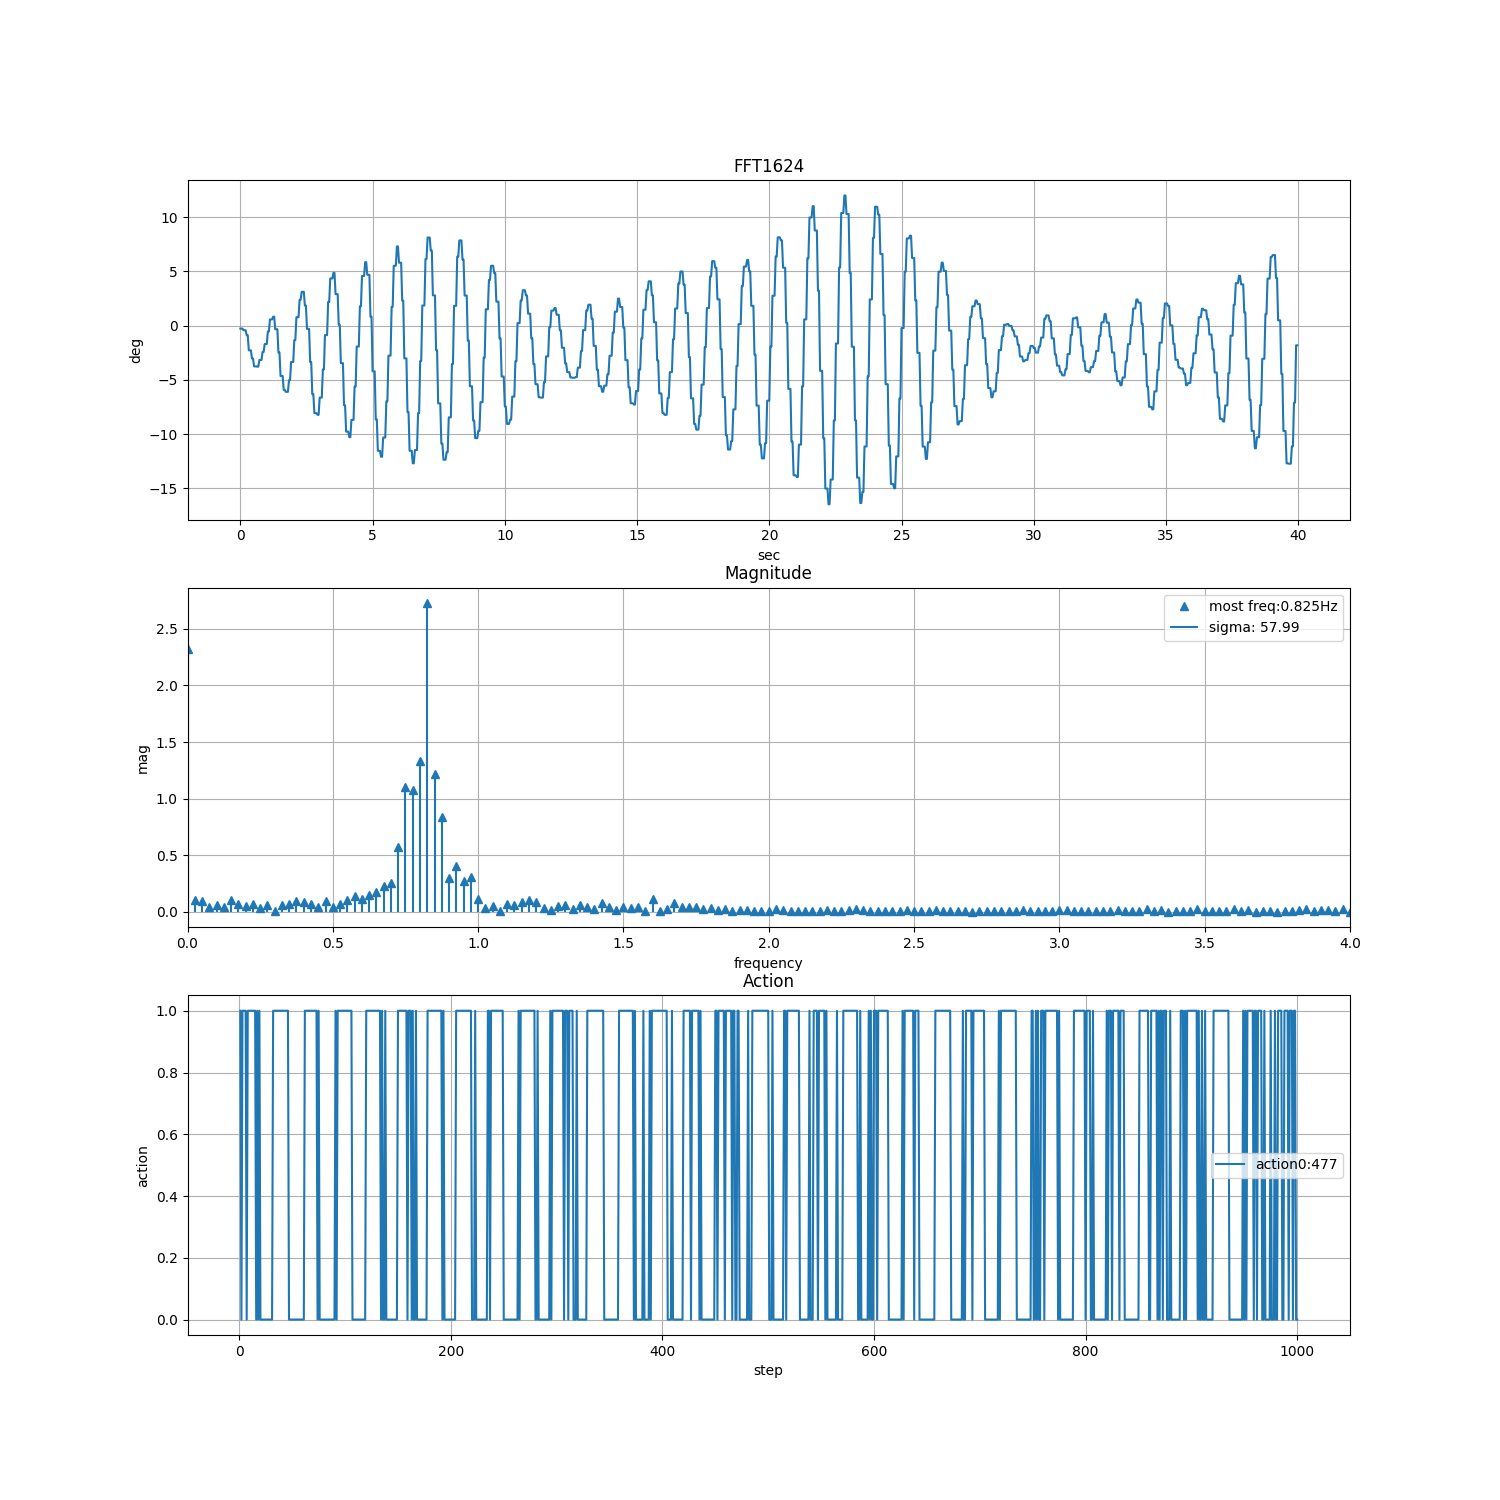 FFT1624
10
5
0
−5
−10
−15
deg
0 5 10 15 20 25 30 35 40
sec
Magnitude
most freq:0.825Hz
sigma: 57.99
2.5
2.0
1.5
1.0
0.5
0.0
mag
0.0 0.5 1.0 1.5 2.0 2.5 3.0 3.5 4.0
frequency
Action
1.0
0.8
0.6
0.4
0.2
0.0
action
action0:477
0 200 400 600 800 1000
step